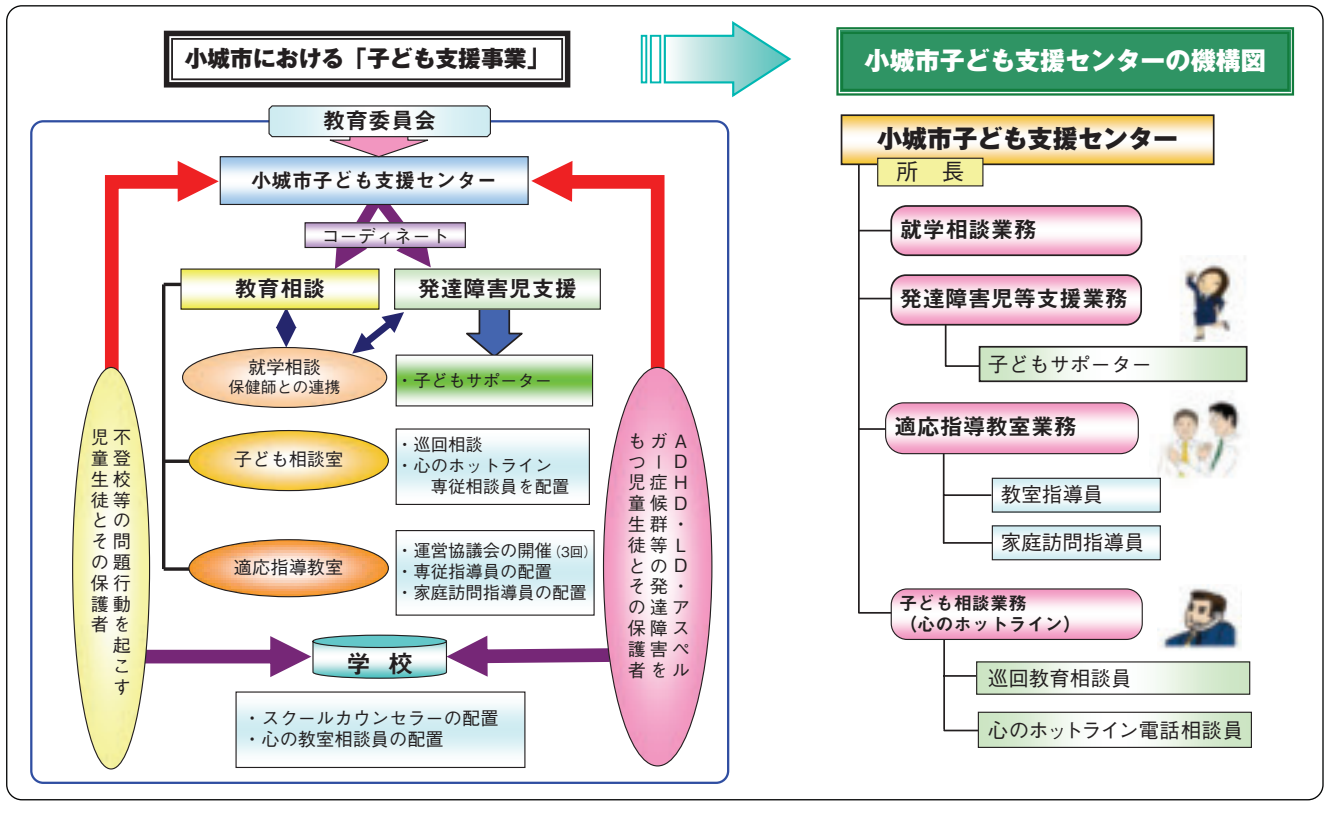 小城市における「子ども支援事業」
教育委員会
小城市子ども支援センター
コーディネート
教育相談
発達障害児支援
就学相談
保健師との連携
・子どもサポーター
子ども相談室
・巡回相談
・心のホットライン
専従相談員を配置
適応指導教室
・運営協議会の開催(3回)
・専従指導員の配置
・家庭訪問指導員の配置
不登校等の問題行動を起こす
児童生徒とその保護者
ADHD・LD・アスペル
ガー症候群等の発達障害を
もつ児童生徒とその保護者
学校
・スクールカウンセラーの配置
・心の教室相談員の配置
小城市子ども支援センターの機構図
小城市子ども支援センター
所長
就学相談業務
発達障害児等支援業務
子どもサポーター
適応指導教室業務
教室指導員
家庭訪問指導員
子ども相談業務
(心のホットライン)
巡回教育相談員
心のホットライン電話相談員